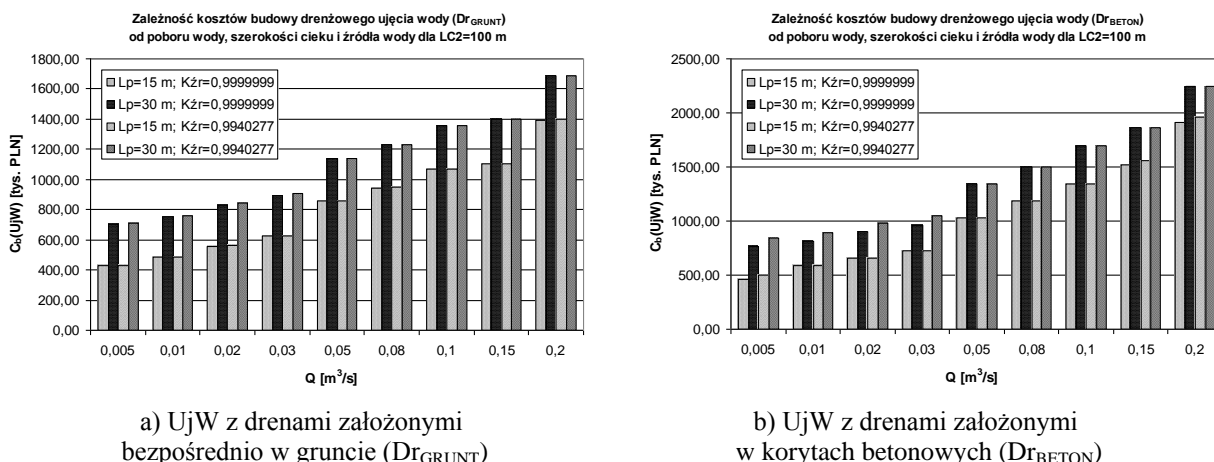 Zależność kosztów budowy drenżowego ujęcia wody (DrGRUNT)
od poboru wody, szerokości cieku i źródła wody dla LC2=100 m
1800,00
1600,00
1400,00
1200,00
1000,00
800,00
600,00
400,00
200,00
0,00
Cb(UjW) [tys. PLN]
Lp=15 m; Kźr=0,9999999
Lp=30 m; Kźr=0,9999999
Lp=15 m; Kźr=0,9940277
Lp=30 m; Kźr=0,9940277
0,005 0,01 0,02 0,03 0,05 0,08 0,1 0,15 0,2
Q [m³/s]
a) UjW z drenami założonymi
bezpośrednio w gruncie (DrGRUNT)
Zależność kosztów budowy drenżowego ujęcia wody (DrBETON)
od poboru wody, szerokości cieku i źródła wody dla LC2=100 m
2500,00
2000,00
1500,00
1000,00
500,00
0,00
Cb(UjW) [tys. PLN]
Lp=15 m; Kźr=0,9999999
Lp=30 m; Kźr=0,9999999
Lp=15 m; Kźr=0,9940277
Lp=30 m; Kźr=0,9940277
0,005 0,01 0,02 0,03 0,05 0,08 0,1 0,15 0,2
Q [m³/s]
b) UjW z drenami założonymi
w korytach betonowych (DrBETON)